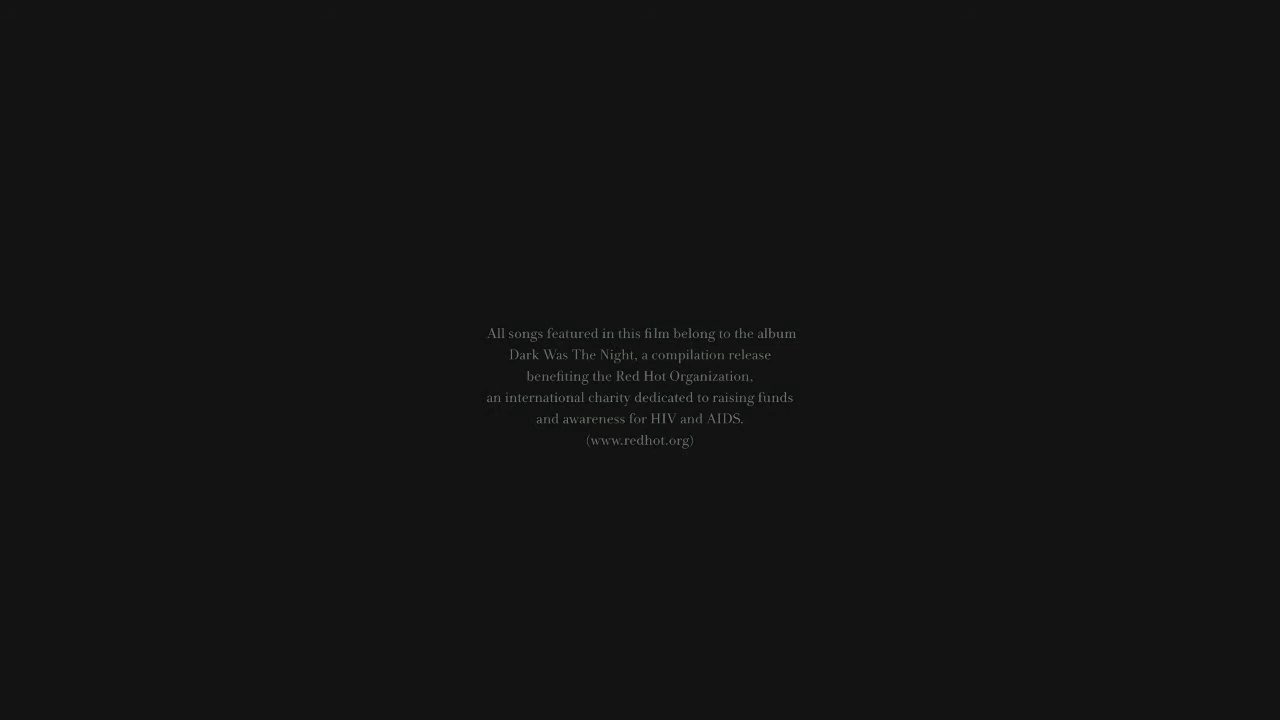 All songs featured in this film belong to the album
Dark Was The Night, a compilation release
benefiting the Red Hot Organization,
an international charity dedicated to raising funds
and awareness for HIV and AIDS.
(www.redhot.org)